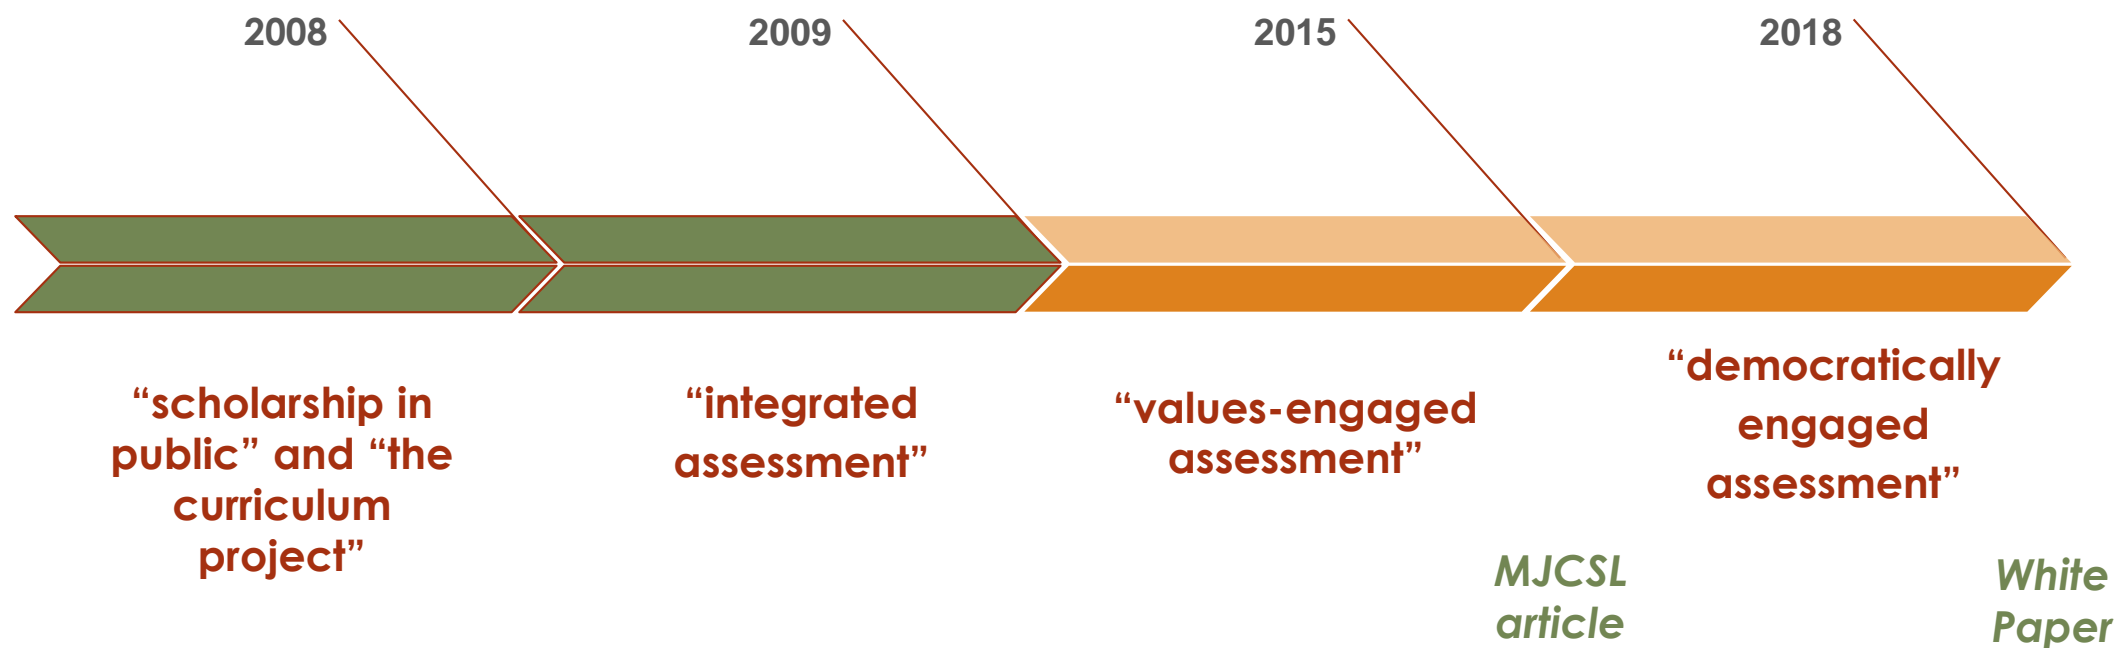 2008
2009
2015
2018
“scholarship in
public” and “the
curriculum
project”
“integrated
assessment”
“values-engaged
assessment”
“democratically
engaged
assessment”
MJCSL
article
White
Paper